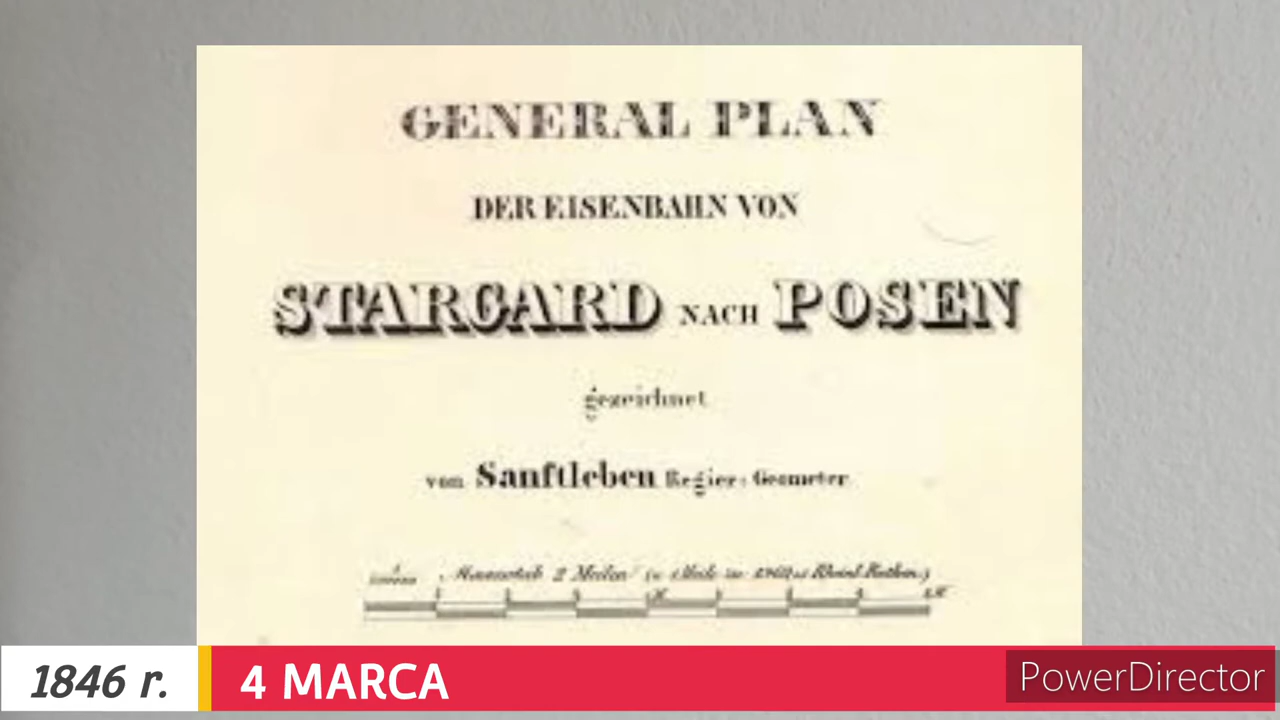 GENERAL PLAN
DER EISENBAHN VON
STARGARD NACH POSEN
gezeichnet
von Sanftleben Regier: Geometer
Maasstab 2 Meilen
1846 r.
4 MARCA
PowerDirector